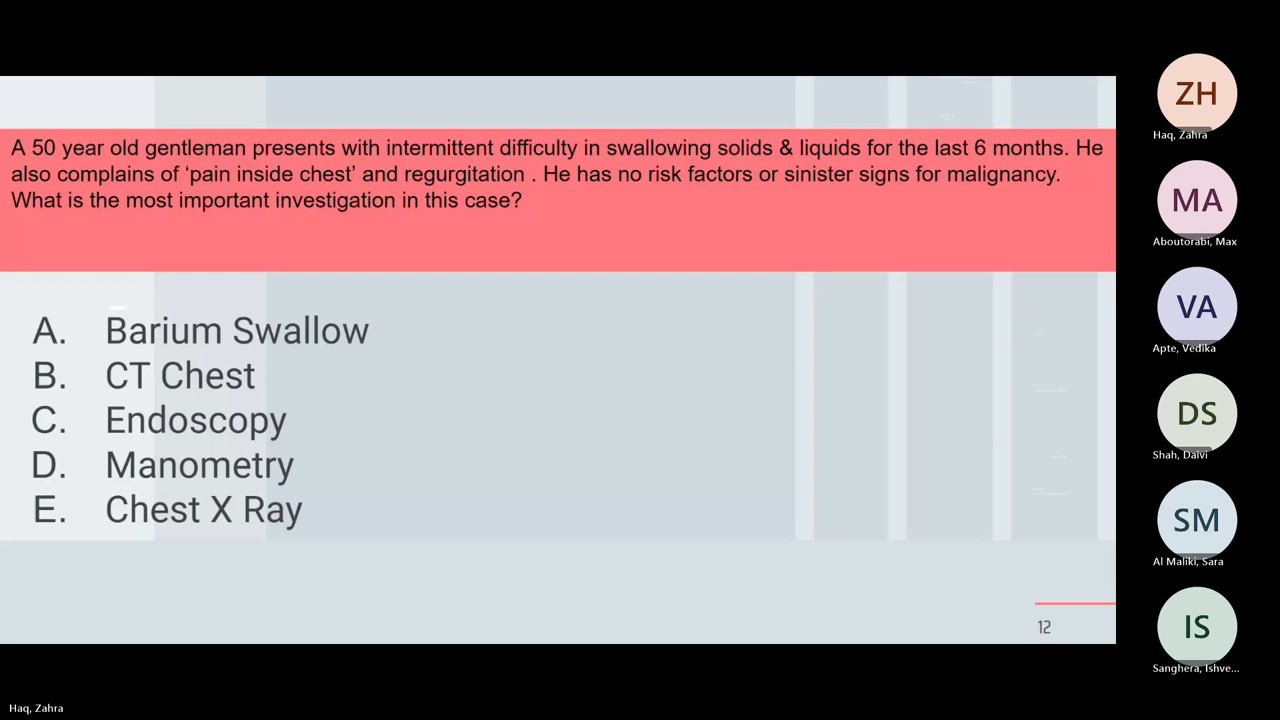 A 50 year old gentleman presents with intermittent difficulty in swallowing solids & liquids for the last 6 months. He
also complains of ‘pain inside chest’ and regurgitation . He has no risk factors or sinister signs for malignancy.
What is the most important investigation in this case?
A. Barium Swallow
B. CT Chest
C. Endoscopy
D. Manometry
E. Chest X Ray
12
ZH
Haq, Zahra
MA
Aboutorabi, Max
VA
Apte, Vedika
DS
Shah, Daivi
SM
Al Maliki, Sara
IS
Sanghera, Ishve...
Haq, Zahra